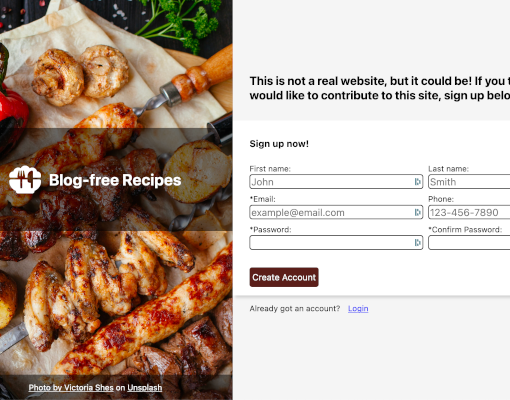 This is not a real website, but it could be! If you
would like to contribute to this site, sign up
Blog-free Recipes
Sign up now!
First name:
Last name:
John
Smith
*Email:
Phone:
example@email.com
123-456-7890
*Password:
*Confirm Password:
Create Account
Already got an account? Login
Photo by Victoria Shes on Unsplash